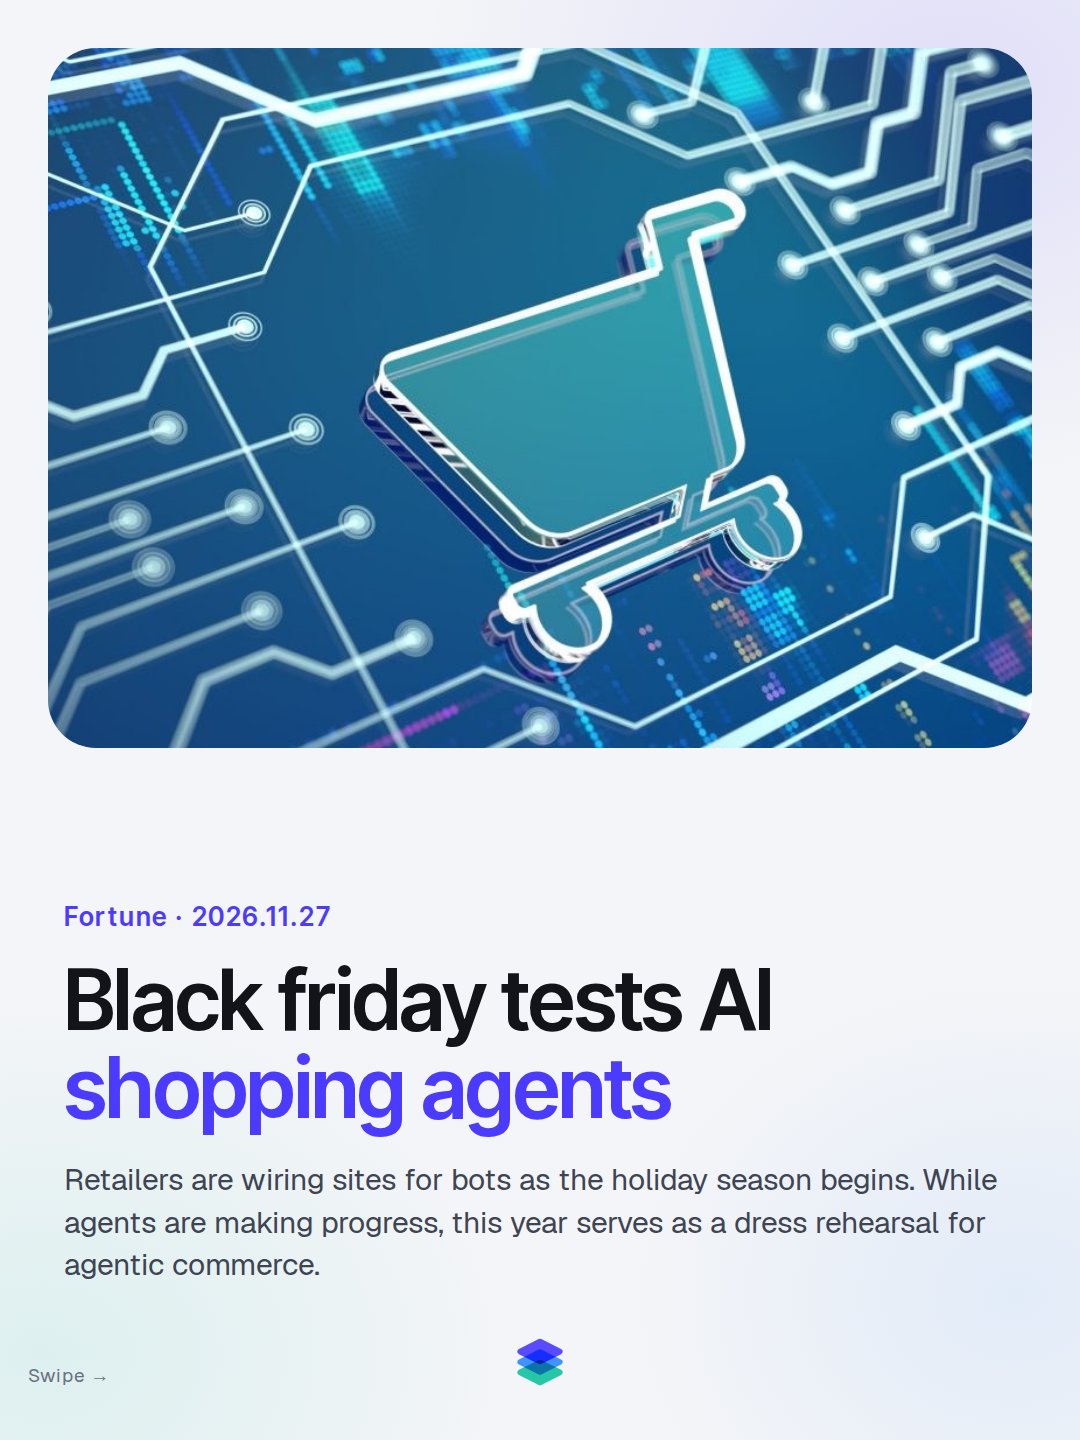 Fortune · 2026.11.27
Black friday tests AI
shopping agents
Retailers are wiring sites for bots as the holiday season begins. While
agents are making progress, this year serves as a dress rehearsal for
agentic commerce.
Swipe →